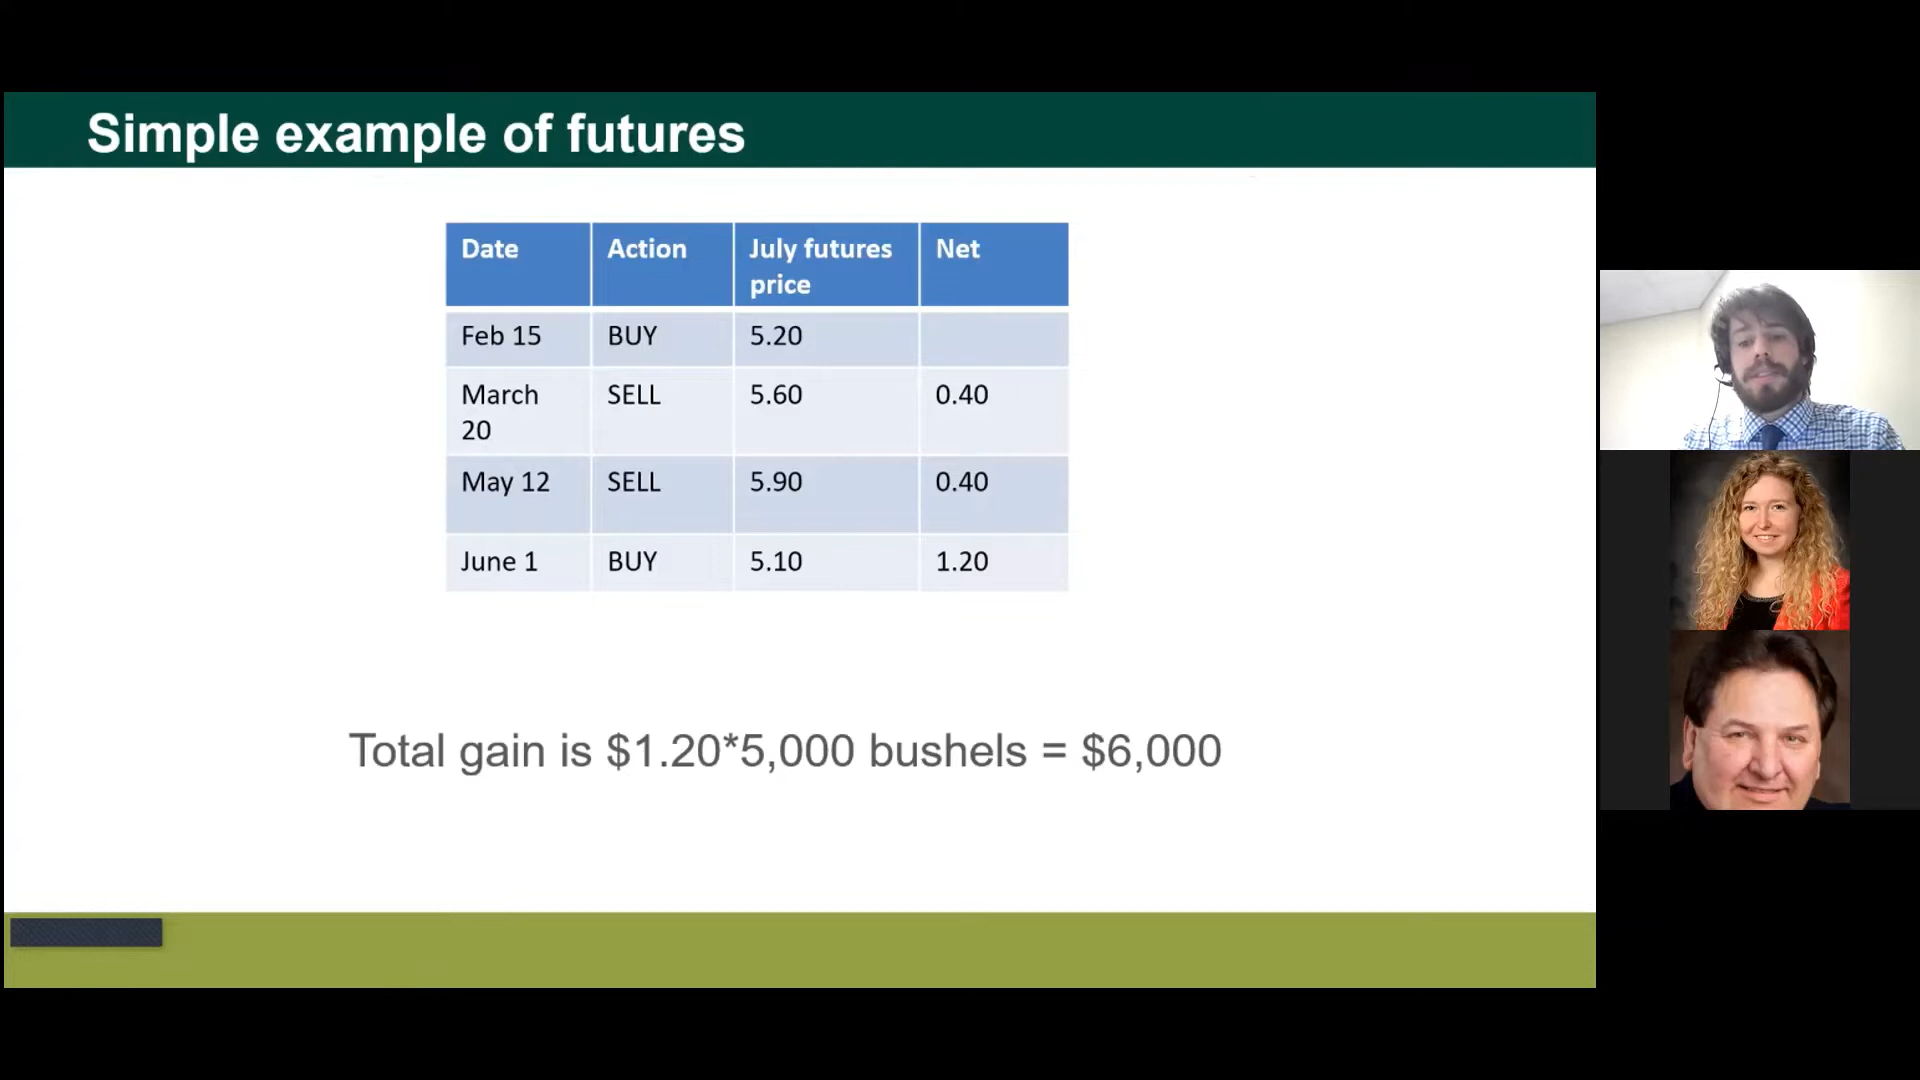 Simple example of futures
Date Action July futures price Net
Feb 15 BUY 5.20
March 20 SELL 5.60 0.40
May 12 SELL 5.90 0.40
June 1 BUY 5.10 1.20
Total gain is $1.20*5,000 bushels = $6,000